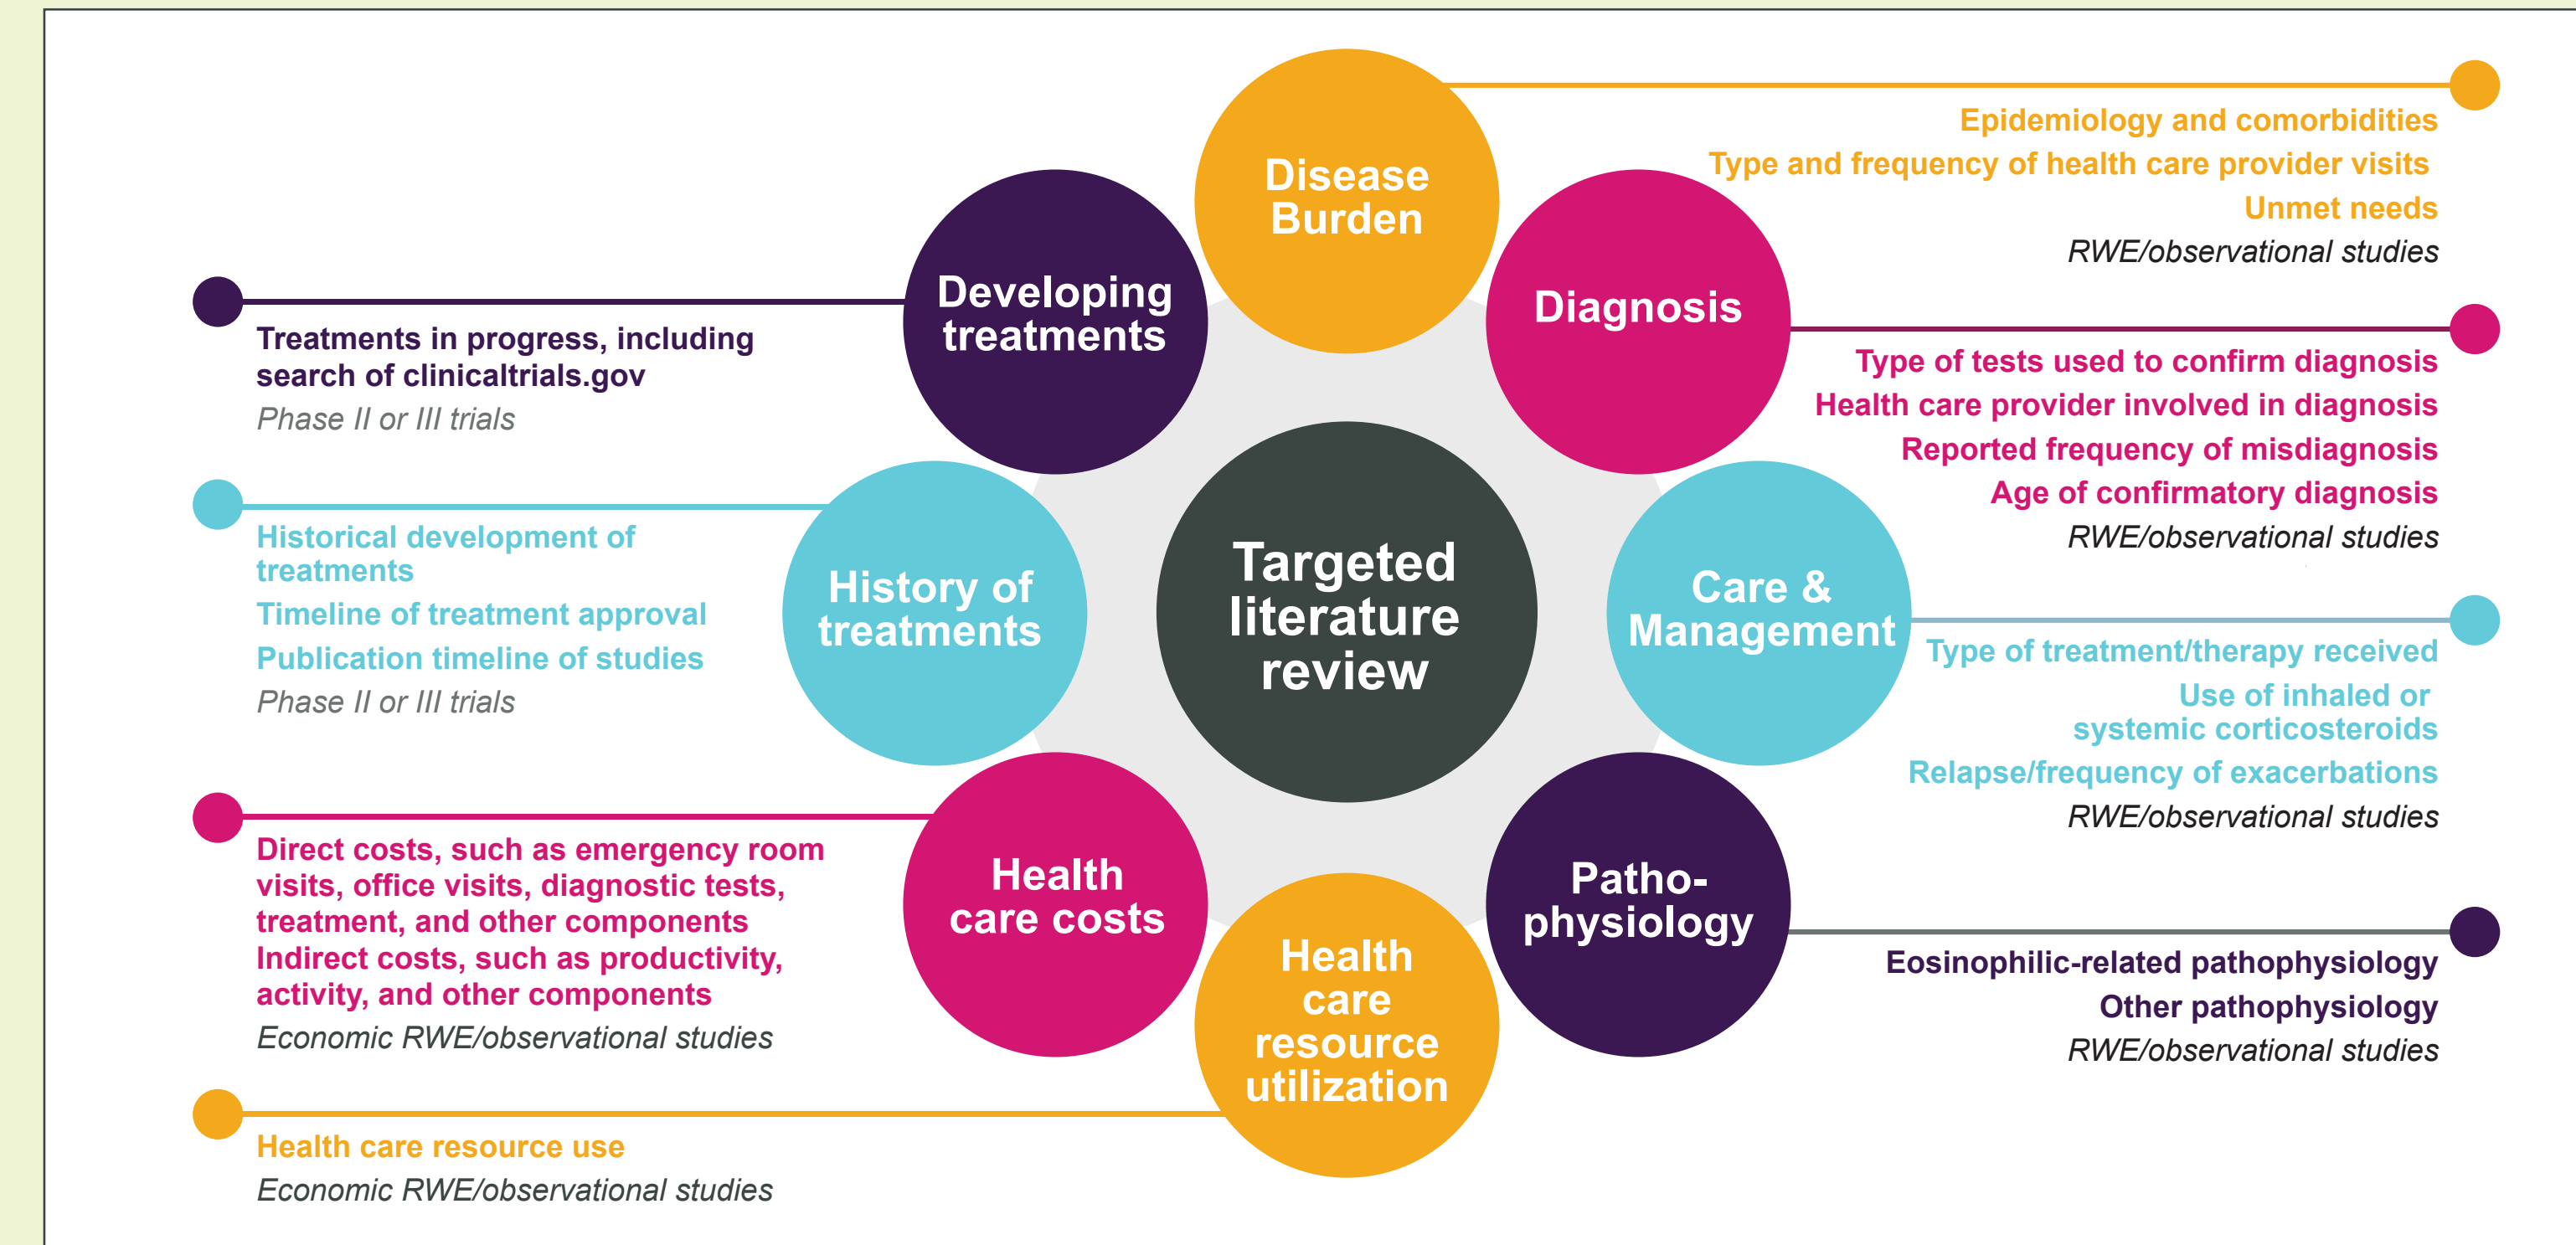 Disease
Burden
Epidemiology and comorbidities
Type and frequency of health care provider visits
Unmet needs
RWE/observational studies
Diagnosis
Type of tests used to confirm diagnosis
Health care provider involved in diagnosis
Reported frequency of misdiagnosis
Age of confirmatory diagnosis
RWE/observational studies
Care &
Management
Type of treatment/therapy received
Use of inhaled or
systemic corticosteroids
Relapse/frequency of exacerbations
RWE/observational studies
Patho-
physiology
Eosinophilic-related pathophysiology
Other pathophysiology
RWE/observational studies
Health
care
resource
utilization
Health care resource use
Economic RWE/observational studies
Health
care costs
Direct costs, such as emergency room
visits, office visits, diagnostic tests,
treatment, and other components
Indirect costs, such as productivity,
activity, and other components
Economic RWE/observational studies
History of
treatments
Historical development of
treatments
Timeline of treatment approval
Publication timeline of studies
Phase II or III trials
Developing
treatments
Treatments in progress, including
search of clinicaltrials.gov
Phase II or III trials
Targeted
literature
review